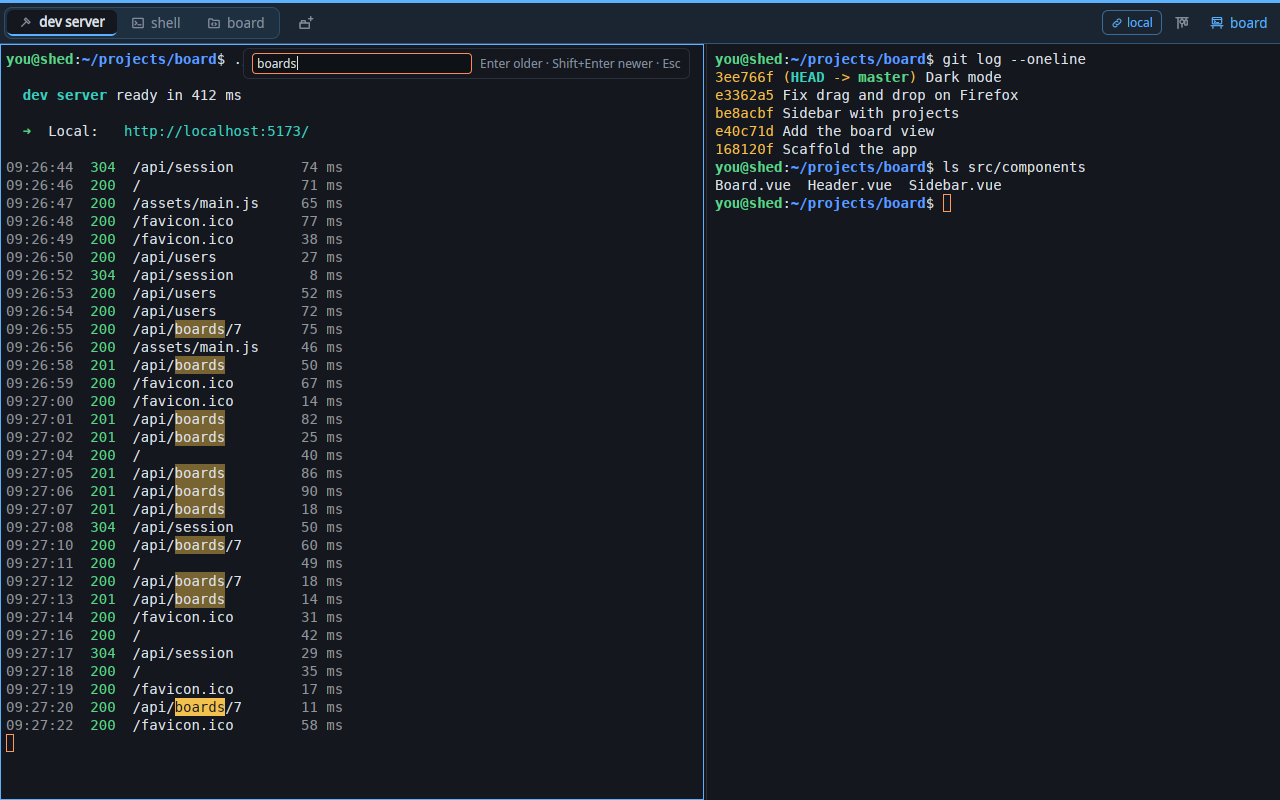 dev server shell board local board
you@shed:~/projects/board$ .
boards Enter older · Shift+Enter newer · Esc
dev server ready in 412 ms
➜ Local: http://localhost:5173/
09:26:44 304 /api/session 74 ms
09:26:46 200 / 71 ms
09:26:47 200 /assets/main.js 65 ms
09:26:48 200 /favicon.ico 77 ms
09:26:49 200 /favicon.ico 38 ms
09:26:50 200 /api/users 27 ms
09:26:52 304 /api/session 8 ms
09:26:53 200 /api/users 52 ms
09:26:54 200 /api/users 72 ms
09:26:55 200 /api/boards/7 75 ms
09:26:56 200 /assets/main.js 46 ms
09:26:58 201 /api/boards 50 ms
09:26:59 200 /favicon.ico 67 ms
09:27:00 200 /favicon.ico 14 ms
09:27:01 201 /api/boards 82 ms
09:27:02 201 /api/boards 25 ms
09:27:04 200 / 40 ms
09:27:05 201 /api/boards 86 ms
09:27:06 201 /api/boards 90 ms
09:27:07 201 /api/boards 18 ms
09:27:08 304 /api/session 50 ms
09:27:10 200 /api/boards/7 60 ms
09:27:11 200 / 49 ms
09:27:12 200 /api/boards/7 18 ms
09:27:13 201 /api/boards 14 ms
09:27:14 200 /favicon.ico 31 ms
09:27:16 200 / 42 ms
09:27:17 304 /api/session 29 ms
09:27:18 200 / 35 ms
09:27:19 200 /favicon.ico 17 ms
09:27:20 200 /api/boards/7 11 ms
09:27:22 200 /favicon.ico 58 ms
you@shed:~/projects/board$ git log --oneline
3ee766f (HEAD -> master) Dark mode
e3362a5 Fix drag and drop on Firefox
be8acbf Sidebar with projects
e40c71d Add the board view
168120f Scaffold the app
you@shed:~/projects/board$ ls src/components
Board.vue Header.vue Sidebar.vue
you@shed:~/projects/board$